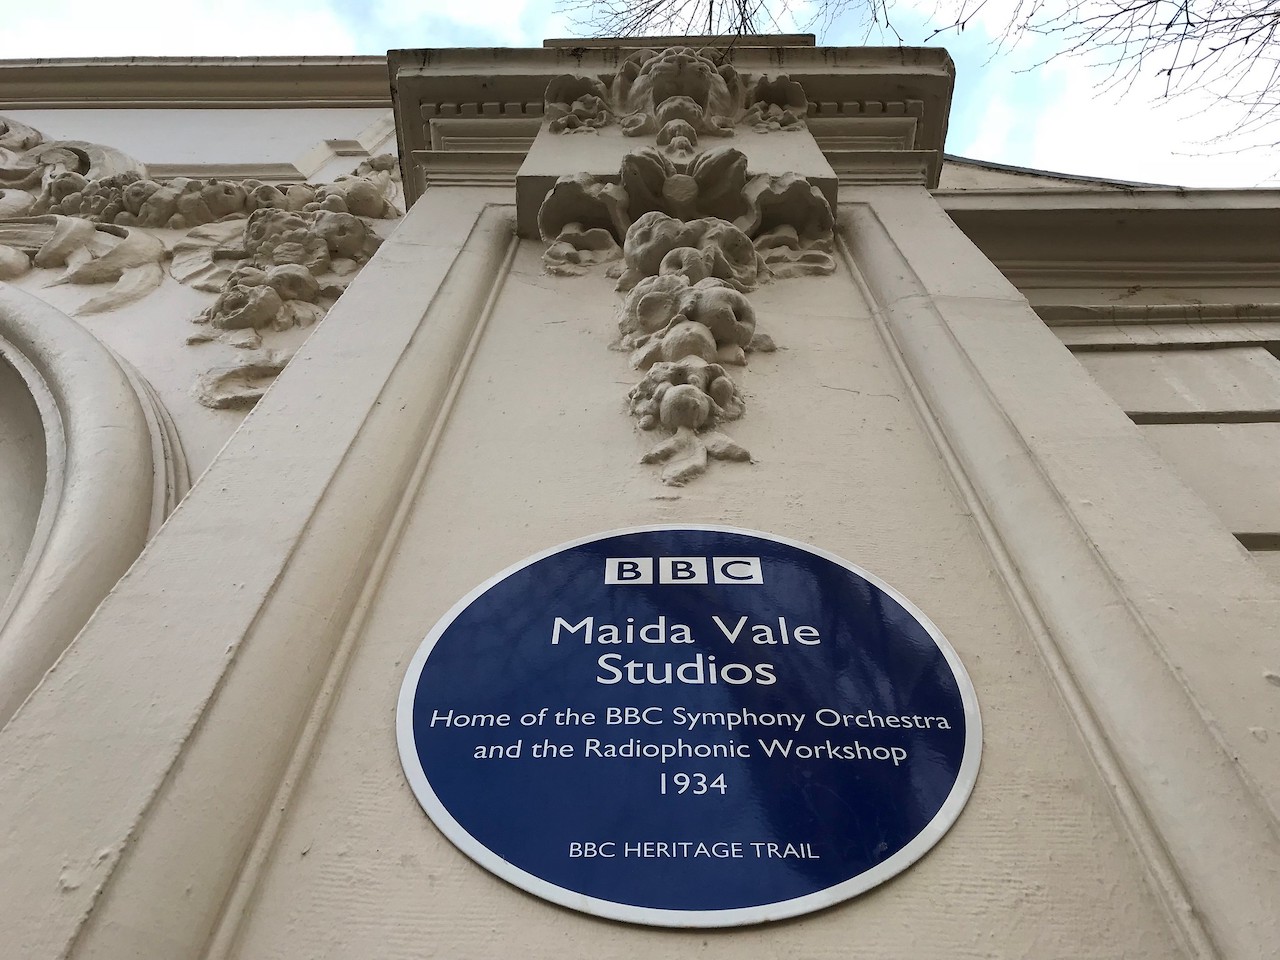 BBC
Maida Vale
Studios
Home of the BBC Symphony Orchestra
and the Radiophonic Workshop
1934
BBC HERITAGE TRAIL